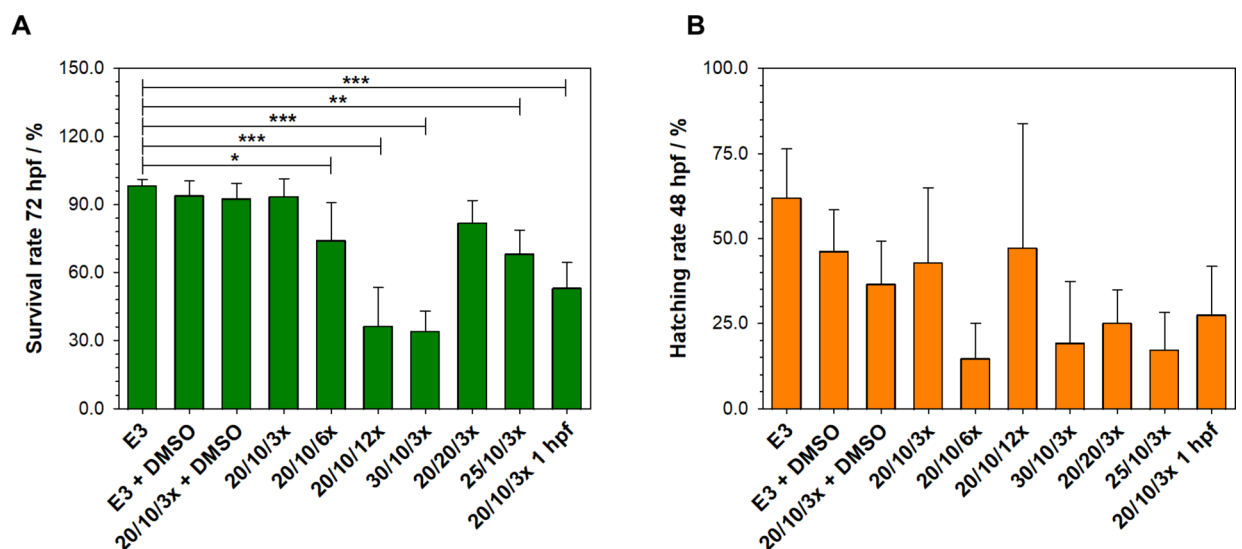 A
Survival rate 72 hpf / %
150.0
120.0
90.0
60.0
30.0
0.0
***
**
***
***
*
E3
E3 + DMSO
20/10/3x + DMSO
20/10/3x
20/10/6x
20/10/12x
30/10/3x
20/20/3x
25/10/3x
20/10/3x 1 hpf
B
Hatching rate 48 hpf / %
100.0
75.0
50.0
25.0
0.0
E3
E3 + DMSO
20/10/3x + DMSO
20/10/3x
20/10/6x
20/10/12x
30/10/3x
20/20/3x
25/10/3x
20/10/3x 1 hpf